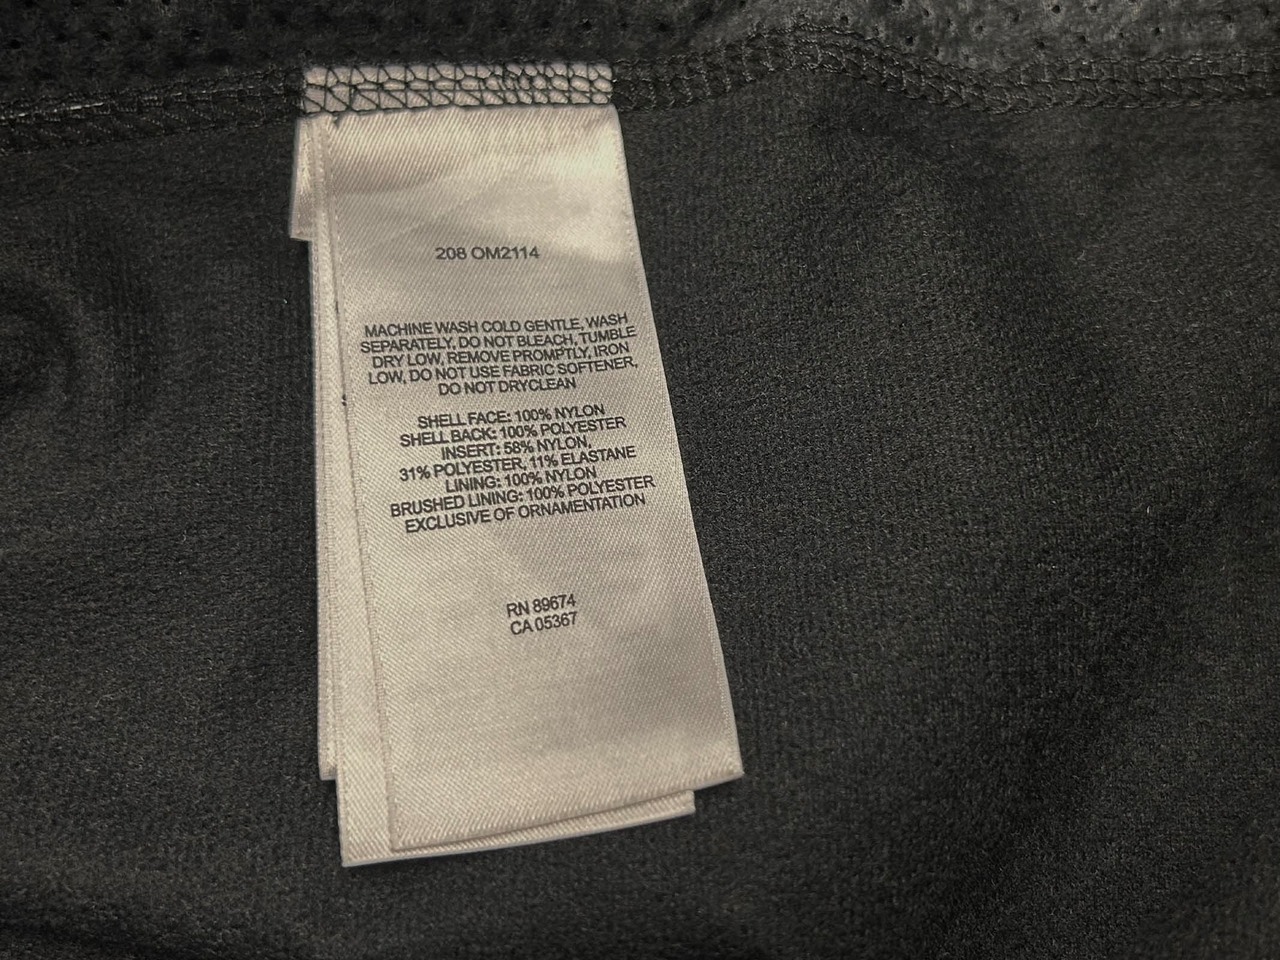 208 OM2114
MACHINE WASH COLD GENTLE, WASH
SEPARATELY, DO NOT BLEACH, TUMBLE
DRY LOW, REMOVE PROMPTLY, IRON
LOW, DO NOT USE FABRIC SOFTENER,
DO NOT DRYCLEAN
SHELL FACE: 100% NYLON
SHELL BACK: 100% POLYESTER
INSERT: 58% NYLON,
31% POLYESTER, 11% ELASTANE
LINING: 100% NYLON
BRUSHED LINING: 100% POLYESTER
EXCLUSIVE OF ORNAMENTATION
RN 89674
CA 05367